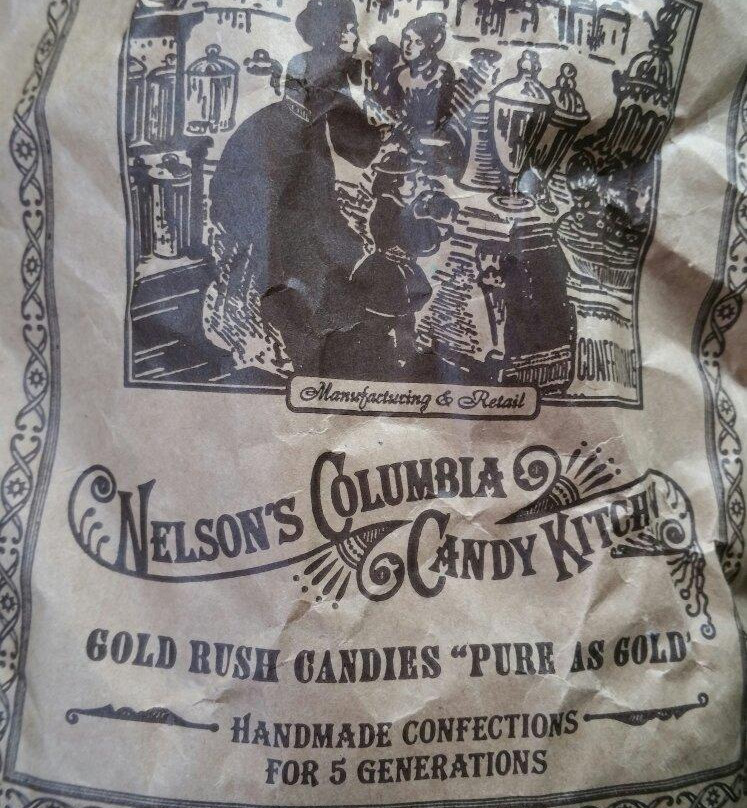 Manufacturing & Retail
NELSON'S COLUMBIA
CANDY KITCH
GOLD RUSH CANDIES "PURE AS GOLD"
HANDMADE CONFECTIONS
FOR 5 GENERATIONS